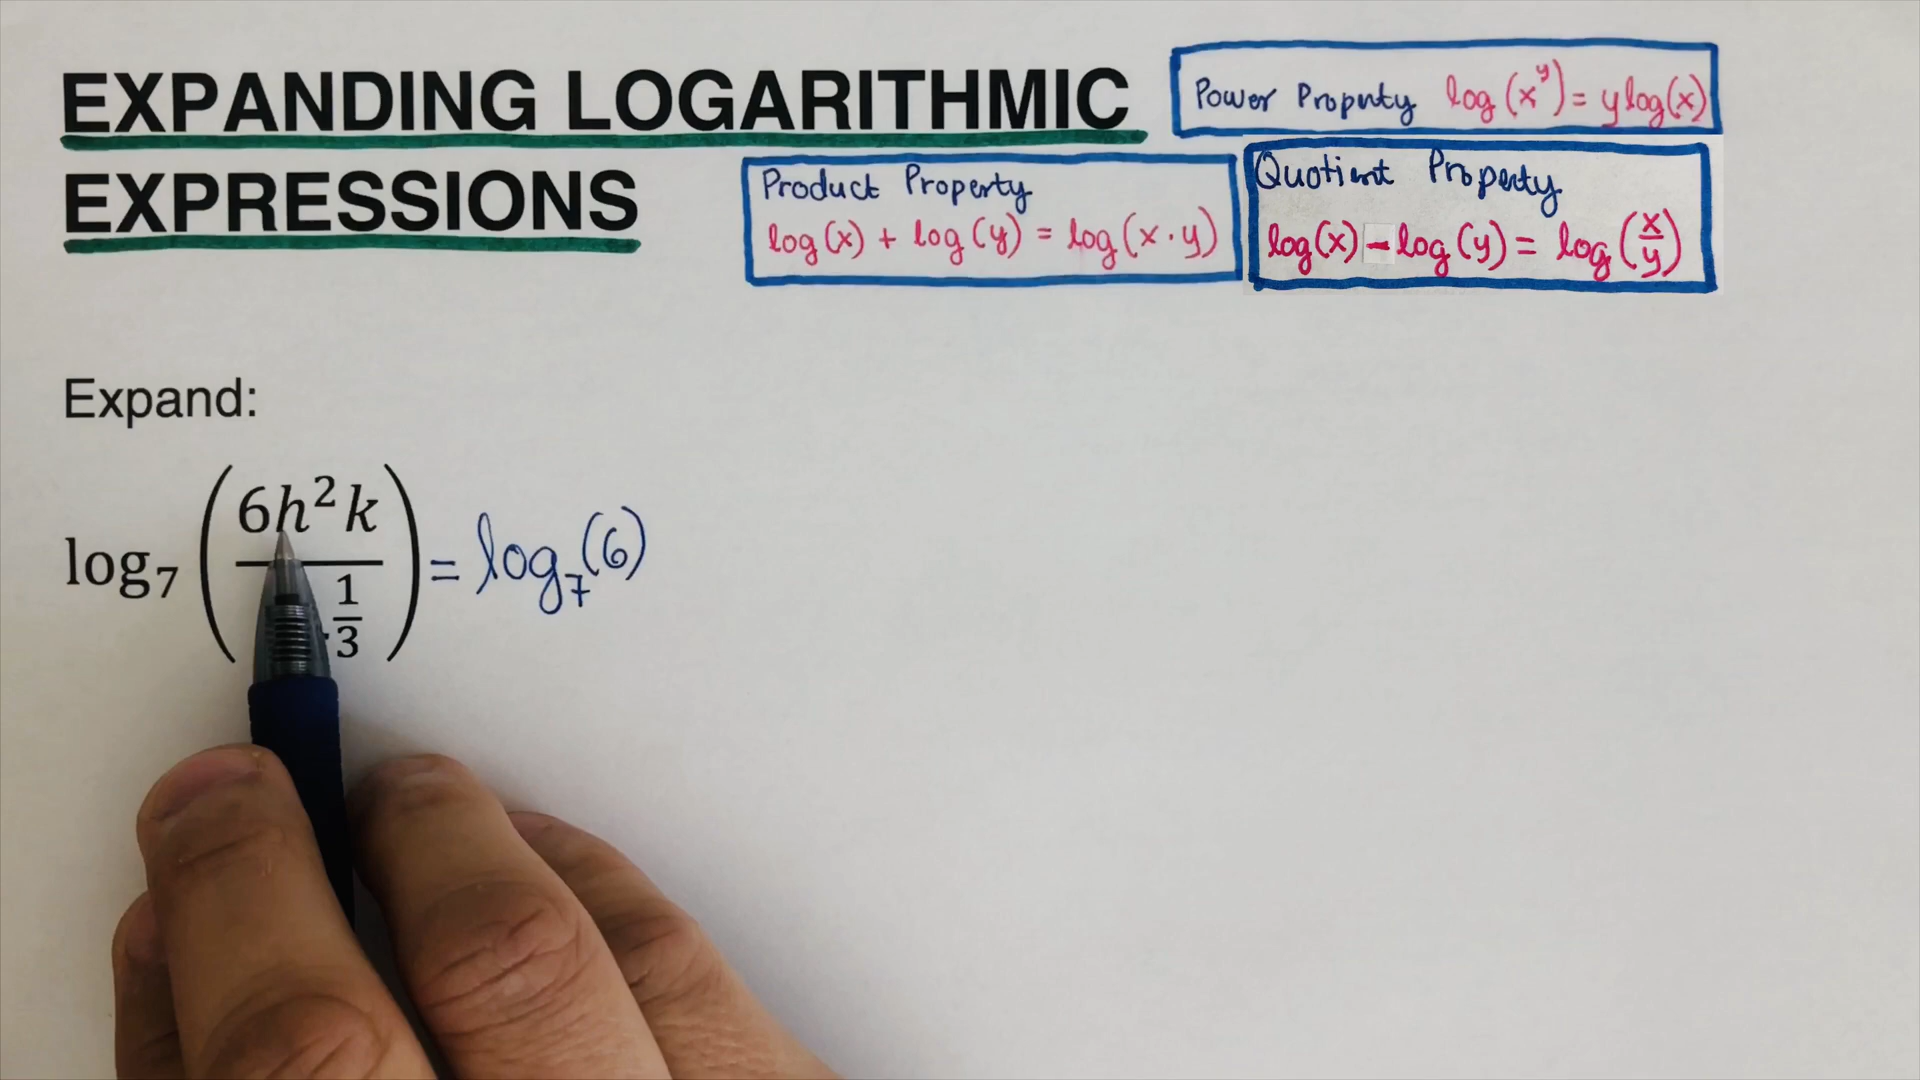 EXPANDING LOGARITHMIC
EXPRESSIONS
Power Property log(x^y) = y log(x)
Product Property
log(x) + log(y) = log(x · y)
Quotient Property
log(x) - log(y) = log(x/y)
Expand:
log₇(6h²k / 1/3) = log₇(6)